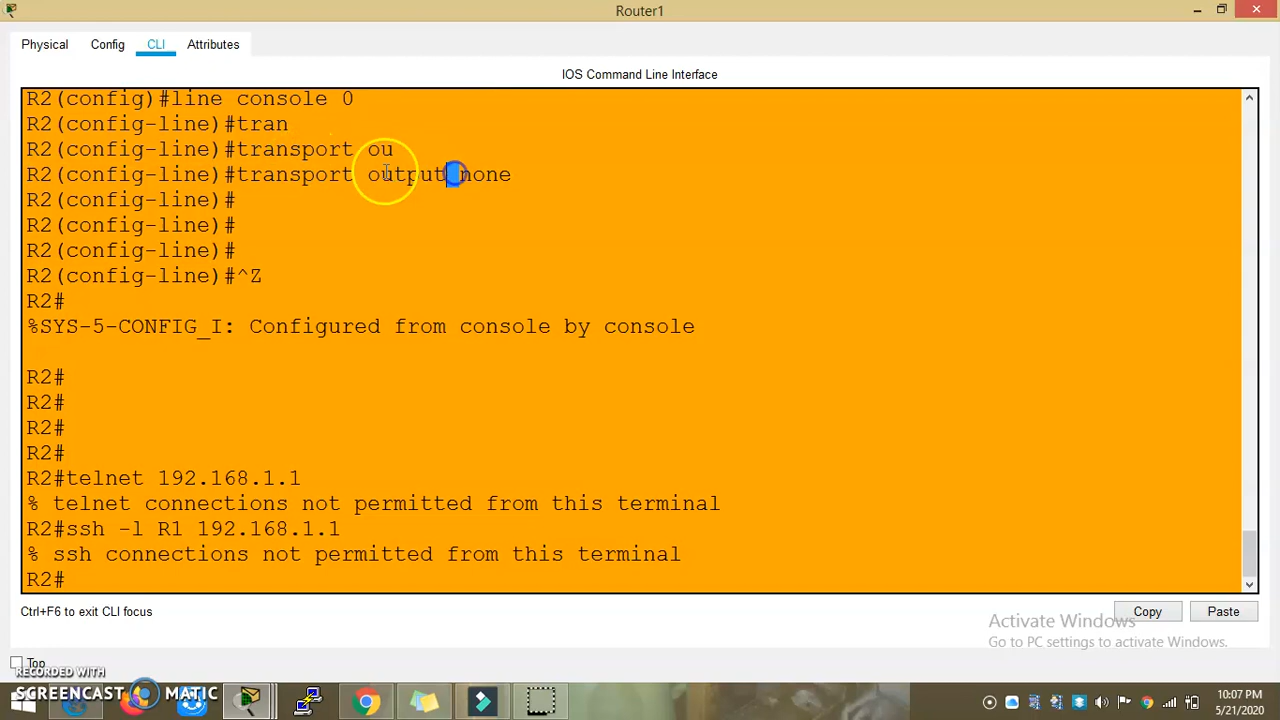 Router1
Physical Config CLI Attributes
IOS Command Line Interface
R2(config)#line console 0
R2(config-line)#tran
R2(config-line)#transport ou
R2(config-line)#transport output none
R2(config-line)#
R2(config-line)#
R2(config-line)#
R2(config-line)#^Z
R2#
%SYS-5-CONFIG_I: Configured from console by console
R2#
R2#
R2#
R2#
R2#telnet 192.168.1.1
% telnet connections not permitted from this terminal
R2#ssh -l R1 192.168.1.1
% ssh connections not permitted from this terminal
R2#
Ctrl+F6 to exit CLI focus
Copy Paste
Activate Windows
Go to PC settings to activate Windows.
Top
RECORDED WITH
SCREENCAST MATIC
10:07 PM
5/21/2020